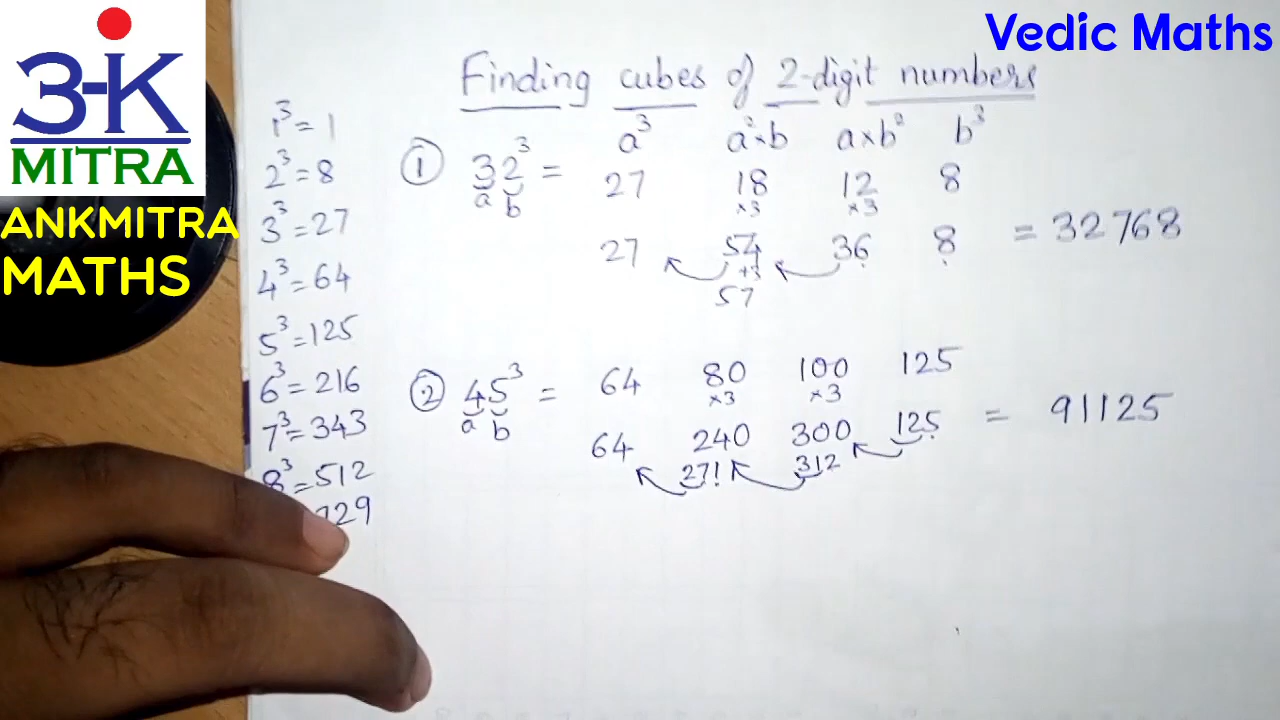 3-K
MITRA
ANKMITRA
MATHS
Vedic Maths
Finding cubes of 2-digit numbers
1³ = 1
2³ = 8
3³ = 27
4³ = 64
5³ = 125
6³ = 216
7³ = 343
8³ = 512
729
a³ a²×b a×b² b³
① 32³ = 27 18 12 8
a b ×3 ×3
27 54 36 8 = 32768
+3
57
② 45³ = 64 80 100 125
a b ×3 ×3
64 240 300 125 = 91125
271 312